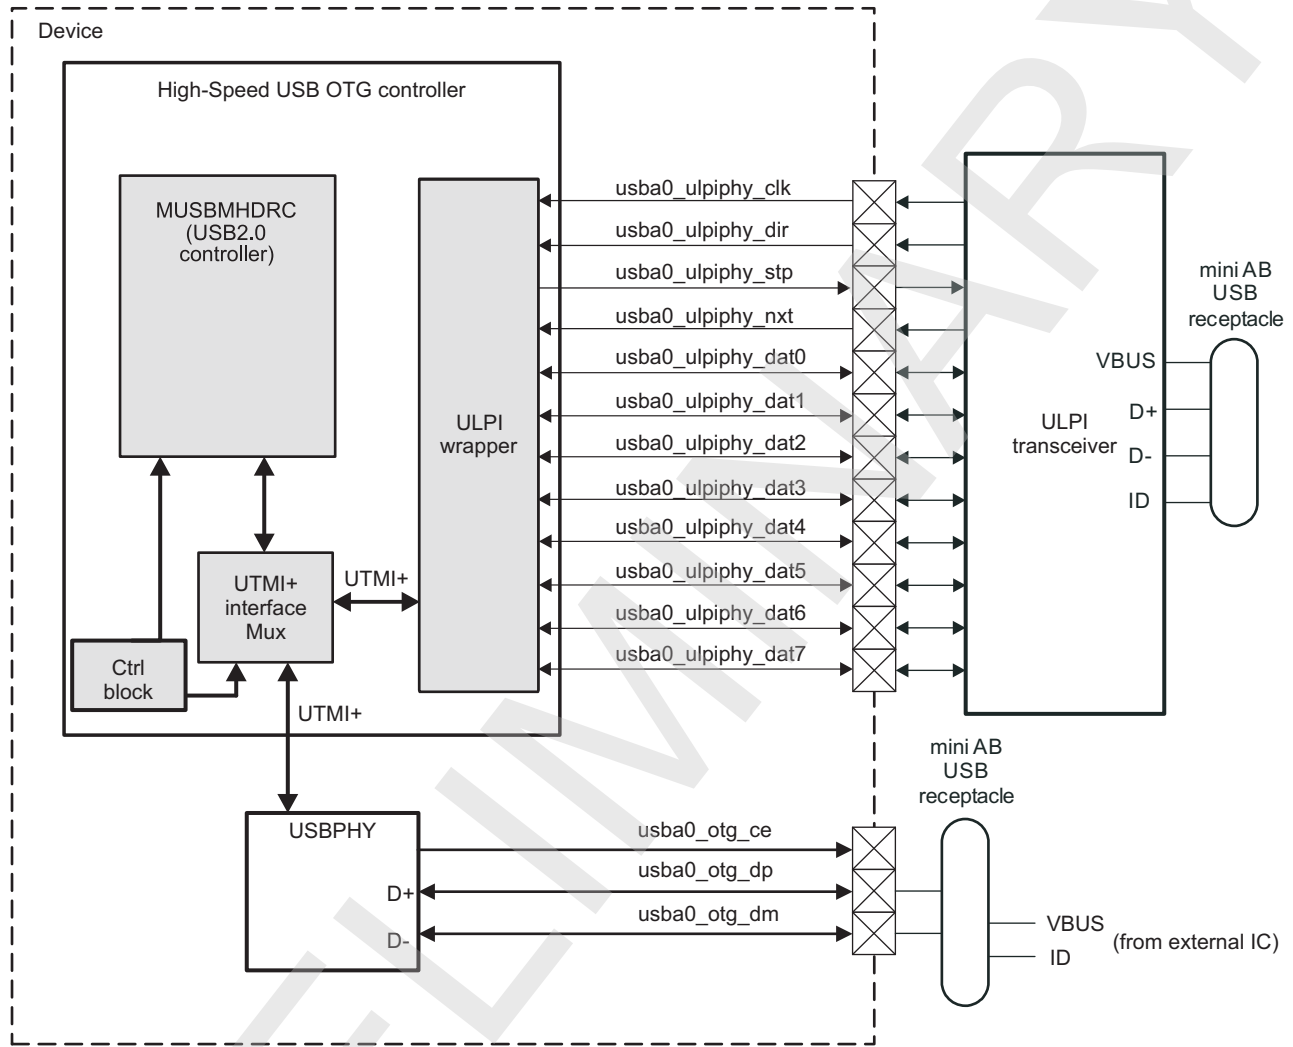 Device
High-Speed USB OTG controller
MUSBMHDRC
(USB2.0
controller)
UTMI+
interface
Mux
UTMI+
Ctrl
block
UTMI+
ULPI
wrapper
usba0_ulpiphy_clk
usba0_ulpiphy_dir
usba0_ulpiphy_stp
usba0_ulpiphy_nxt
usba0_ulpiphy_dat0
usba0_ulpiphy_dat1
usba0_ulpiphy_dat2
usba0_ulpiphy_dat3
usba0_ulpiphy_dat4
usba0_ulpiphy_dat5
usba0_ulpiphy_dat6
usba0_ulpiphy_dat7
ULPI
transceiver
VBUS
D+
D-
ID
mini AB
USB
receptacle
USBPHY
D+
D-
usba0_otg_ce
usba0_otg_dp
usba0_otg_dm
mini AB
USB
receptacle
VBUS
ID
(from external IC)
ELIMINARY